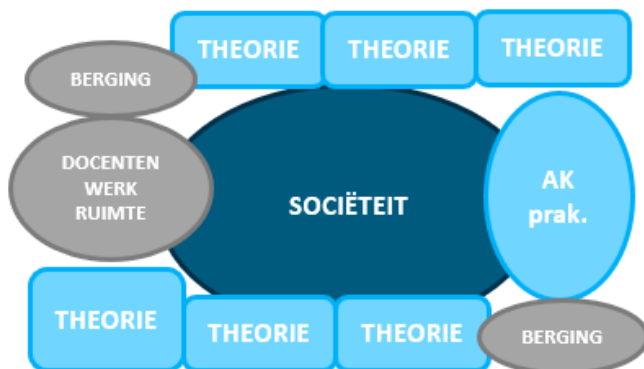 THEORIE
THEORIE
THEORIE
BERGING
DOCENTEN
WERK
RUIMTE
SOCIËTEIT
AK
prak.
THEORIE
THEORIE
THEORIE
BERGING